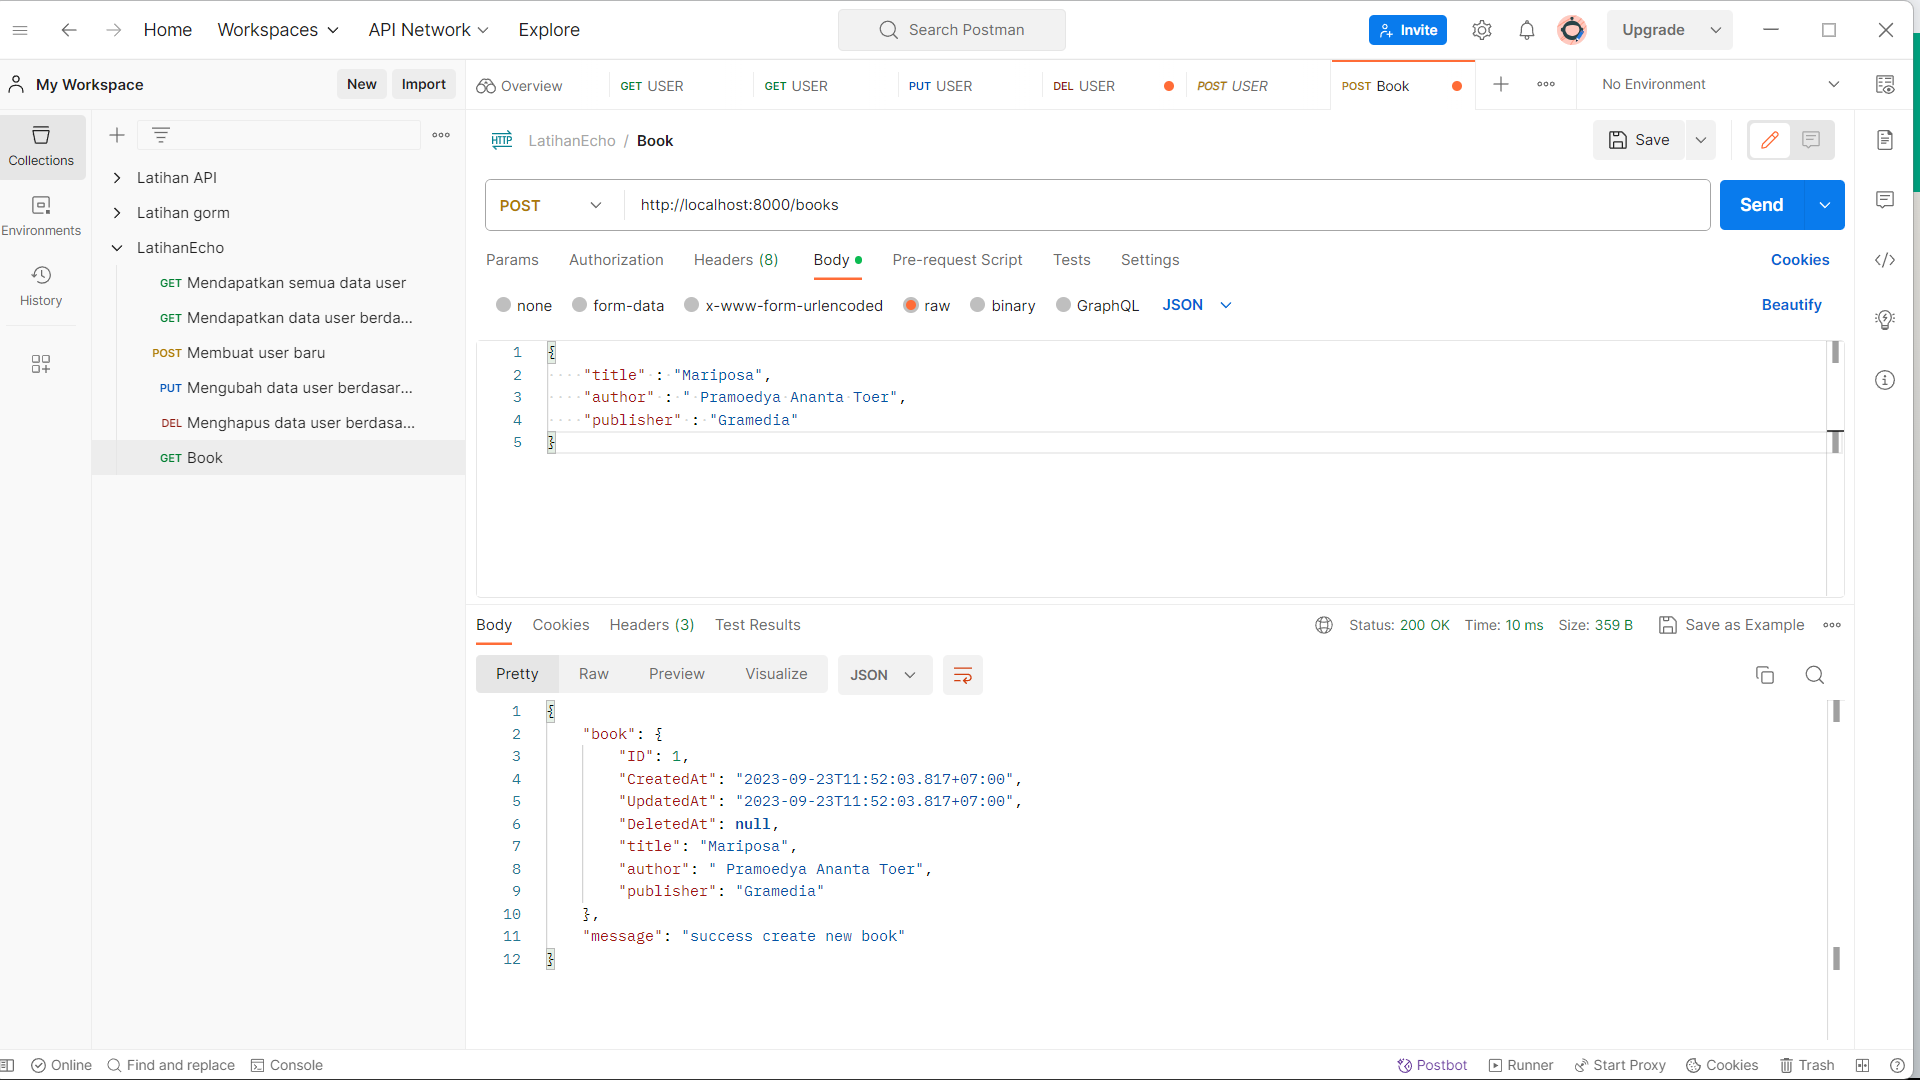 Home Workspaces API Network Explore Search Postman Invite Upgrade
My Workspace New Import Overview GET USER GET USER PUT USER DEL USER POST USER POST Book No Environment
Collections
Environments
History
Latihan API
Latihan gorm
LatihanEcho
GET Mendapatkan semua data user
GET Mendapatkan data user berda...
POST Membuat user baru
PUT Mengubah data user berdasar...
DEL Menghapus data user berdasa...
GET Book
HTTP LatihanEcho / Book Save
POST http://localhost:8000/books Send
Params Authorization Headers (8) Body Pre-request Script Tests Settings Cookies
none form-data x-www-form-urlencoded raw binary GraphQL JSON Beautify
1 {
2 "title" : "Mariposa",
3 "author" : " Pramoedya Ananta Toer",
4 "publisher" : "Gramedia"
5 }
Body Cookies Headers (3) Test Results Status: 200 OK Time: 10 ms Size: 359 B Save as Example
Pretty Raw Preview Visualize JSON
1 {
2 "book": {
3 "ID": 1,
4 "CreatedAt": "2023-09-23T11:52:03.817+07:00",
5 "UpdatedAt": "2023-09-23T11:52:03.817+07:00",
6 "DeletedAt": null,
7 "title": "Mariposa",
8 "author": " Pramoedya Ananta Toer",
9 "publisher": "Gramedia"
10 },
11 "message": "success create new book"
12 }
Online Find and replace Console Postbot Runner Start Proxy Cookies Trash